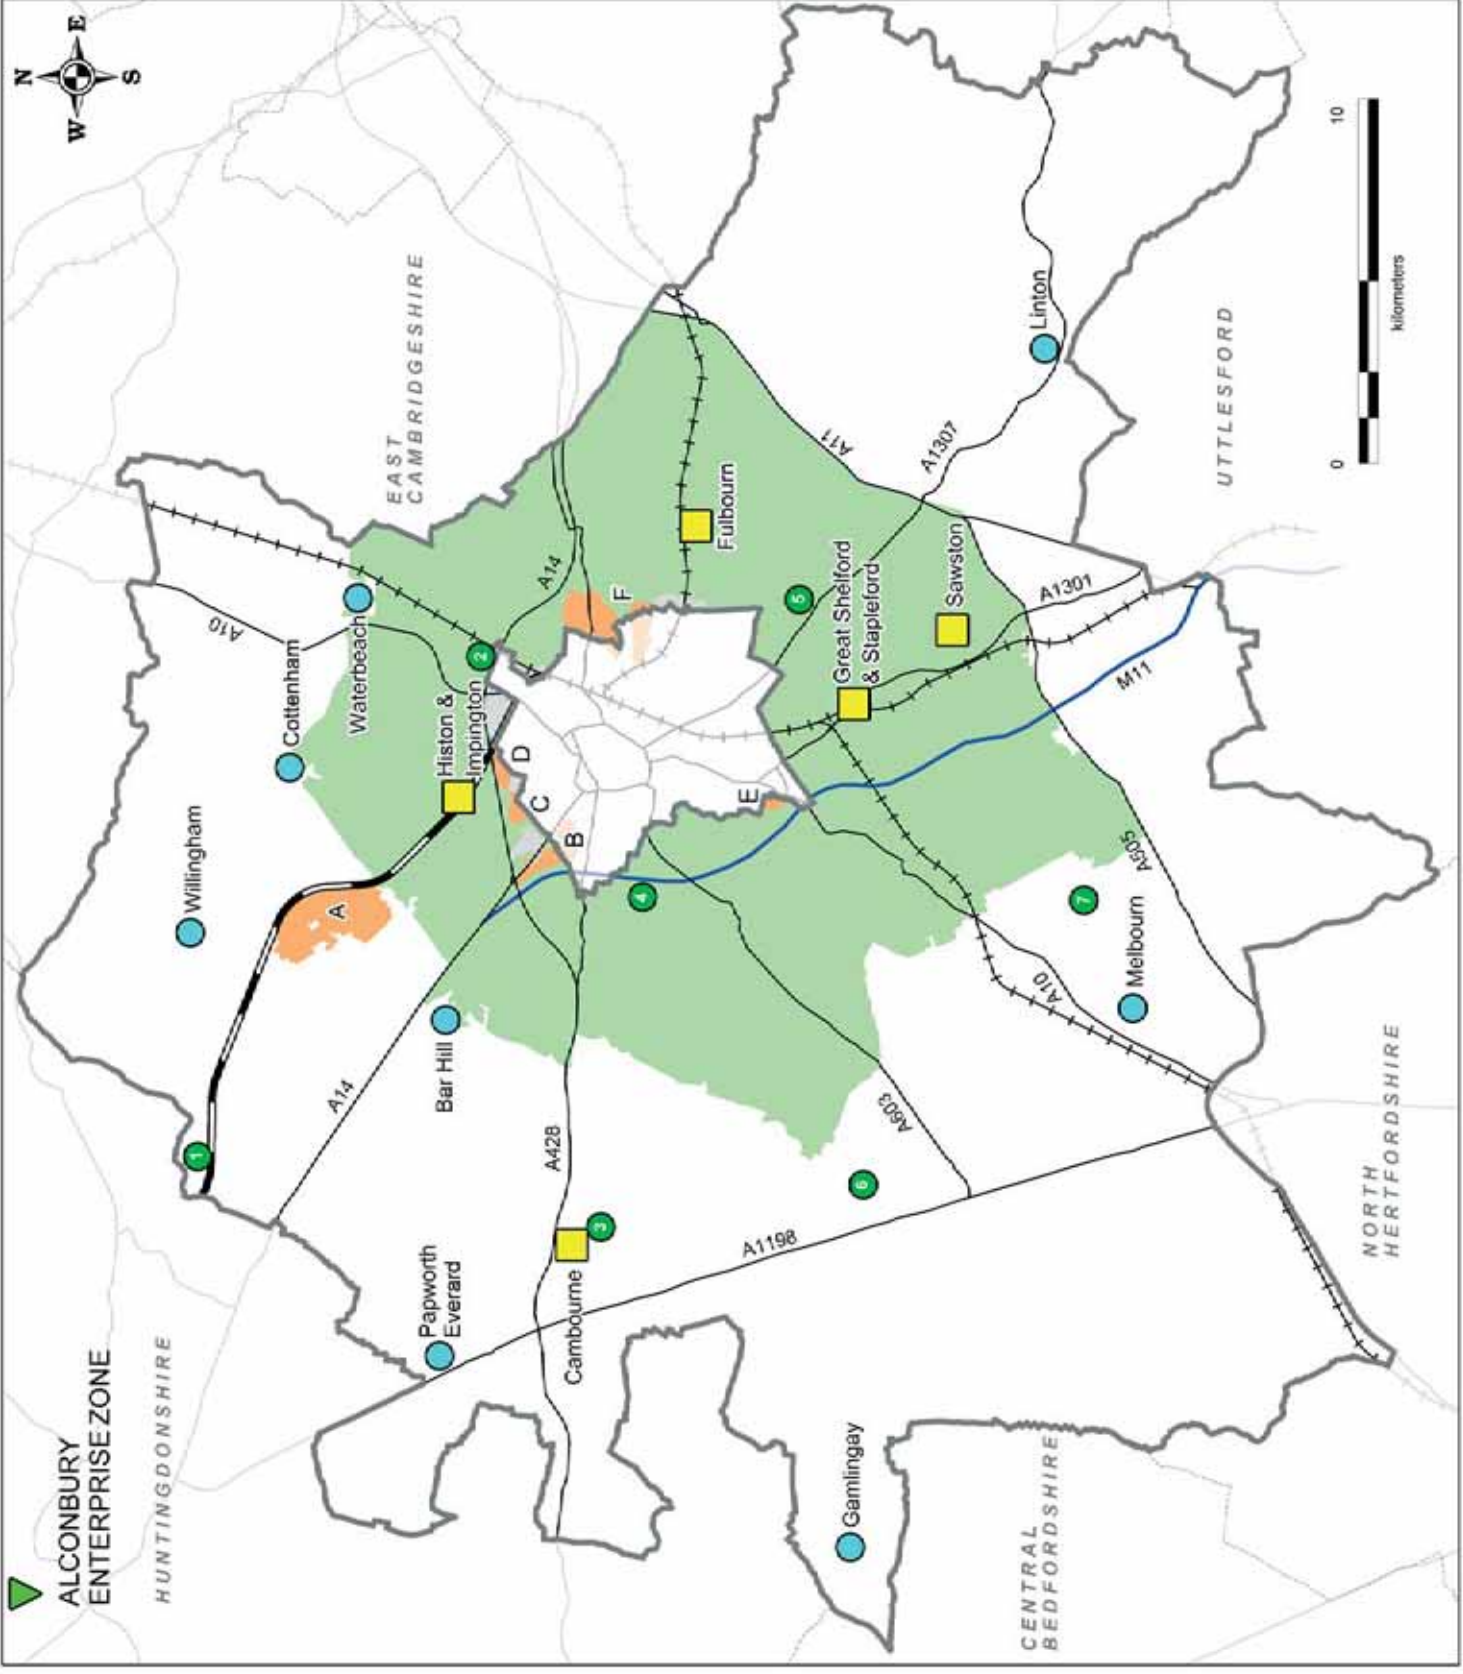 N
W E
S
ALCONBURY
ENTERPRISE ZONE
HUNTINGDONSHIRE
1
Willingham
A10
Cottenham
A14
Waterbeach
A
EAST
CAMBRIDGESHIRE
Papworth
Everard
Bar Hill
Histon &
Impington
2
D
C
B
A14
A428
Cambourne
3
F
4
Fulbourn
E
A1198
5
A11
Great Shelford
& Stapleford
Gamlingay
6
A603
A1307
Sawston
Linton
A10
A1301
7
M11
Melbourn
A505
CENTRAL
BEDFORDSHIRE
UTTLESFORD
NORTH
HERTFORDSHIRE
0 10
kilometers